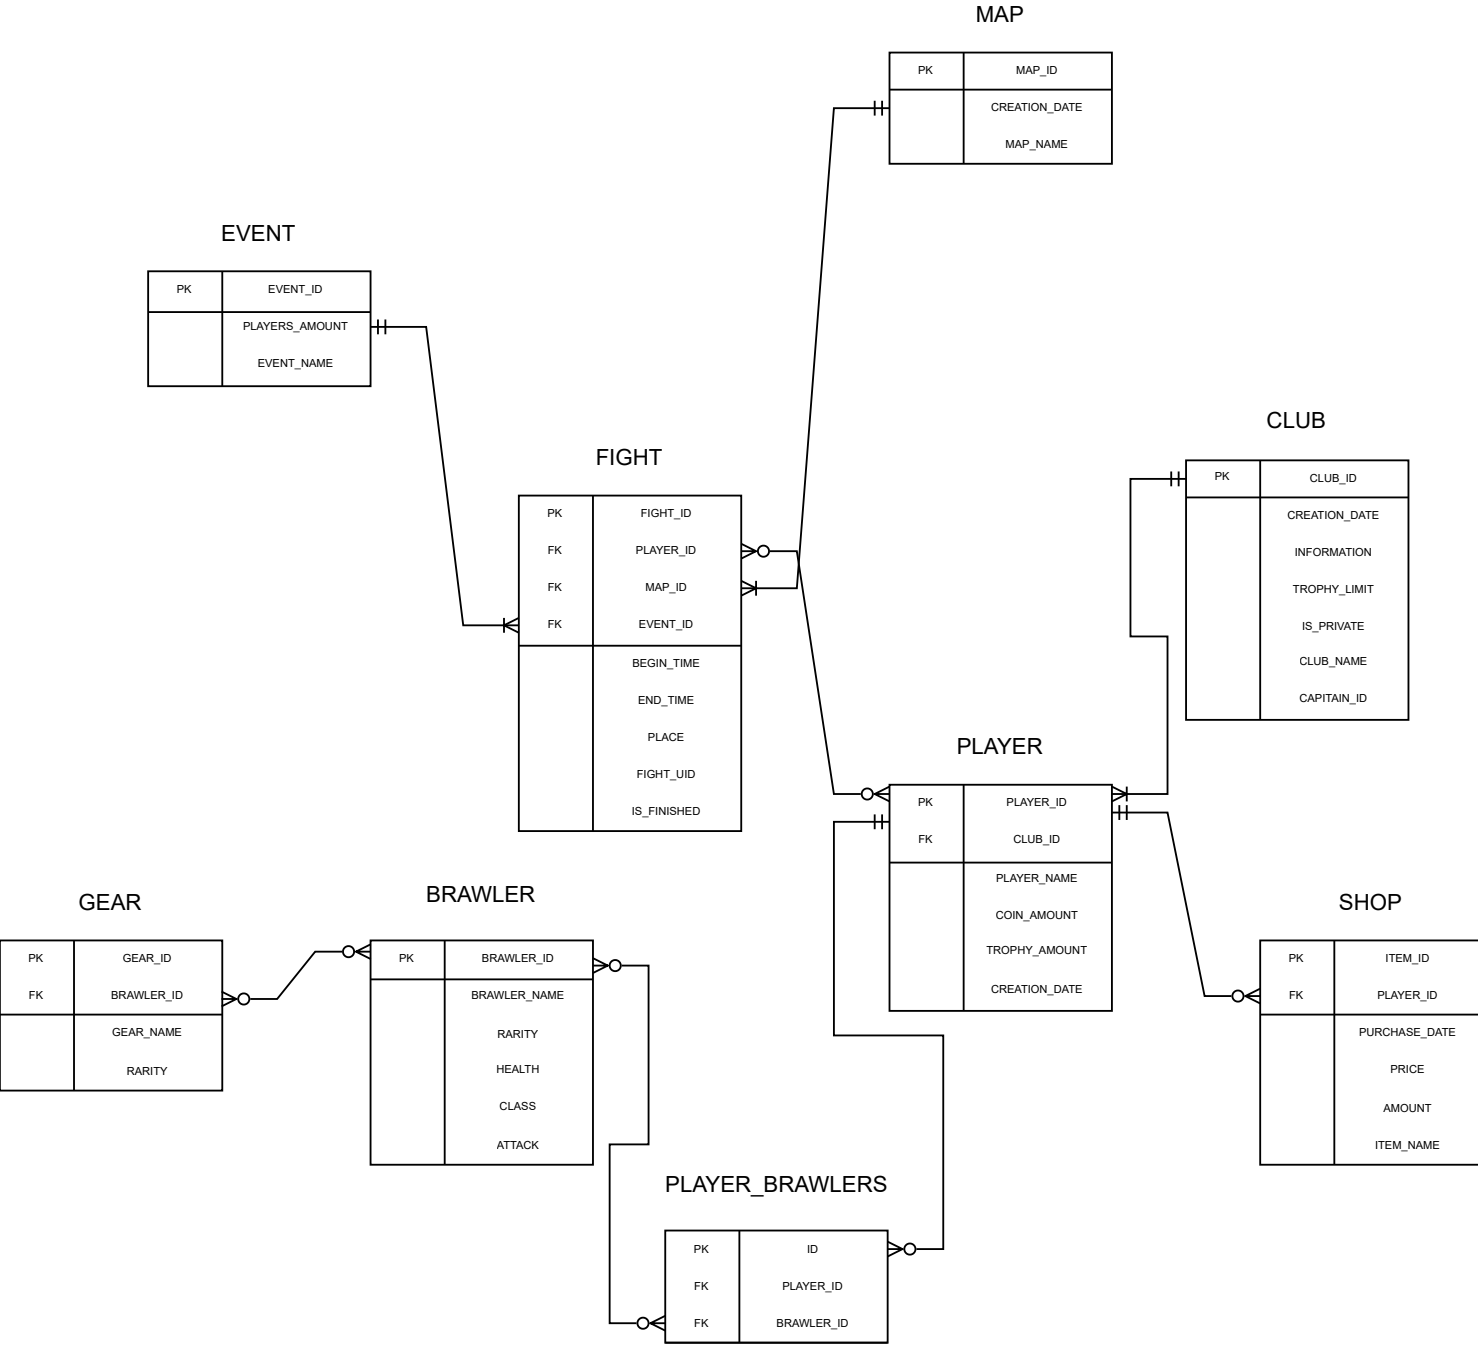 MAP
PK MAP_ID
CREATION_DATE
MAP_NAME
EVENT
PK EVENT_ID
PLAYERS_AMOUNT
EVENT_NAME
CLUB
PK CLUB_ID
CREATION_DATE
INFORMATION
TROPHY_LIMIT
IS_PRIVATE
CLUB_NAME
CAPITAIN_ID
FIGHT
PK FIGHT_ID
FK PLAYER_ID
FK MAP_ID
FK EVENT_ID
BEGIN_TIME
END_TIME
PLACE
FIGHT_UID
IS_FINISHED
PLAYER
PK PLAYER_ID
FK CLUB_ID
PLAYER_NAME
COIN_AMOUNT
TROPHY_AMOUNT
CREATION_DATE
GEAR
PK GEAR_ID
FK BRAWLER_ID
GEAR_NAME
RARITY
BRAWLER
PK BRAWLER_ID
BRAWLER_NAME
RARITY
HEALTH
CLASS
ATTACK
SHOP
PK ITEM_ID
FK PLAYER_ID
PURCHASE_DATE
PRICE
AMOUNT
ITEM_NAME
PLAYER_BRAWLERS
PK ID
FK PLAYER_ID
FK BRAWLER_ID